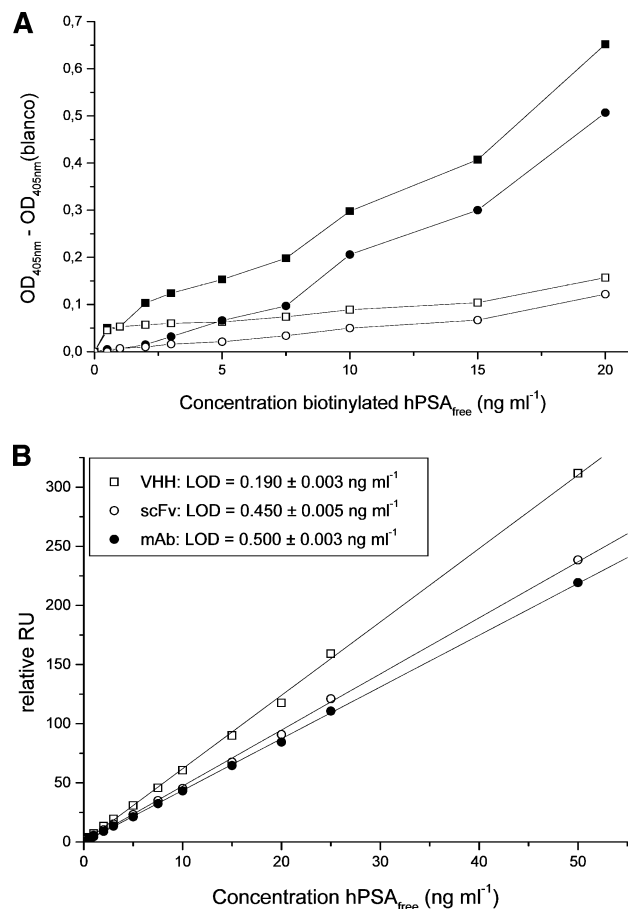 A
OD405nm - OD405nm(blanco)
0,7
0,6
0,5
0,4
0,3
0,2
0,1
0,0
0 5 10 15 20
Concentration biotinylated hPSAfree (ng ml-1)
B
relative RU
300
250
200
150
100
50
0
VHH: LOD = 0.190 ± 0.003 ng ml-1
scFv: LOD = 0.450 ± 0.005 ng ml-1
mAb: LOD = 0.500 ± 0.003 ng ml-1
0 10 20 30 40 50
Concentration hPSAfree (ng ml-1)